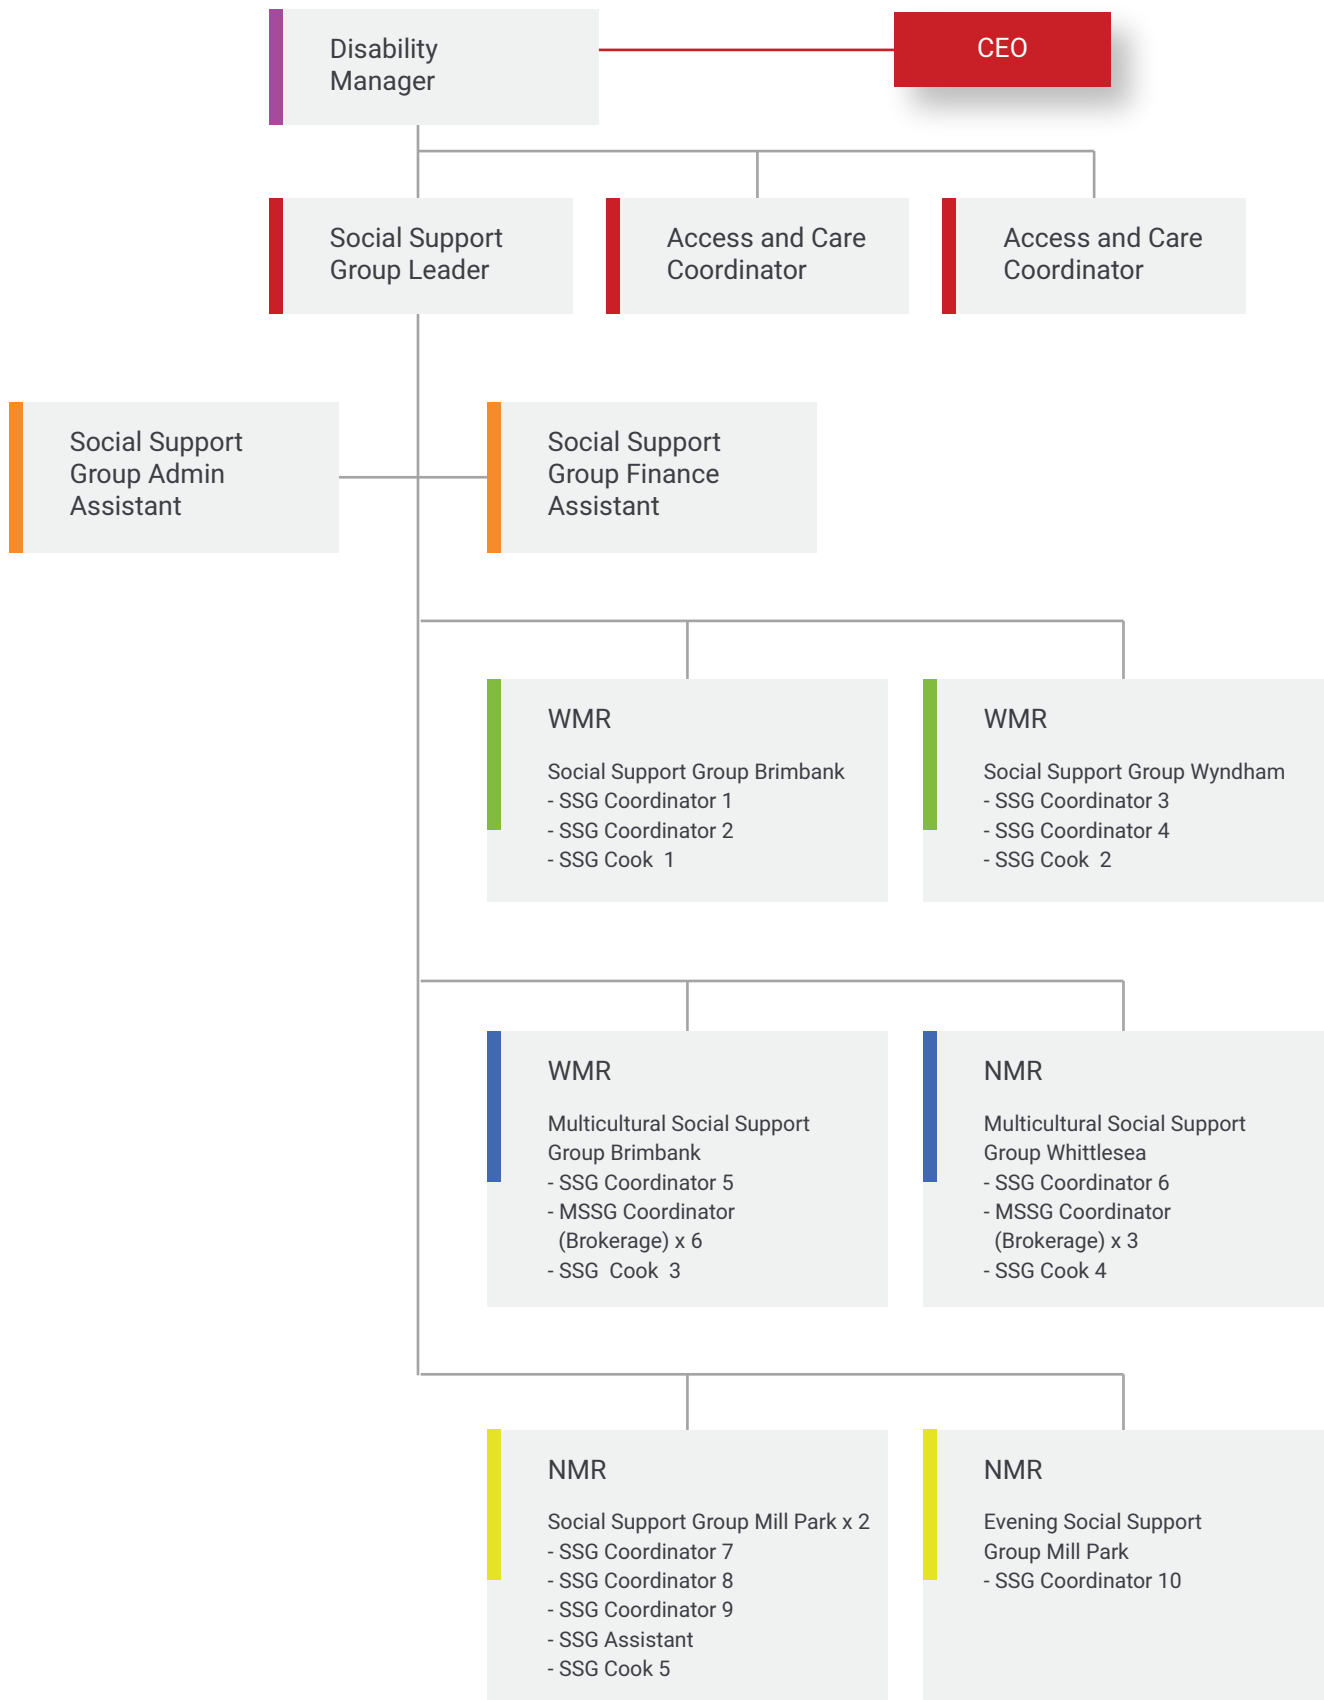 Disability
Manager
CEO
Social Support
Group Leader
Access and Care
Coordinator
Access and Care
Coordinator
Social Support
Group Admin
Assistant
Social Support
Group Finance
Assistant
WMR
Social Support Group Brimbank
- SSG Coordinator 1
- SSG Coordinator 2
- SSG Cook  1
WMR
Social Support Group Wyndham
- SSG Coordinator 3
- SSG Coordinator 4
- SSG Cook  2
WMR
Multicultural Social Support
Group Brimbank
- SSG Coordinator 5
- MSSG Coordinator
(Brokerage) x 6
- SSG  Cook  3
NMR
Multicultural Social Support
Group Whittlesea
- SSG Coordinator 6
- MSSG Coordinator
(Brokerage) x 3
- SSG Cook 4
NMR
Social Support Group Mill Park x 2
- SSG Coordinator 7
- SSG Coordinator 8
- SSG Coordinator 9
- SSG Assistant
- SSG Cook 5
NMR
Evening Social Support
Group Mill Park
- SSG Coordinator 10